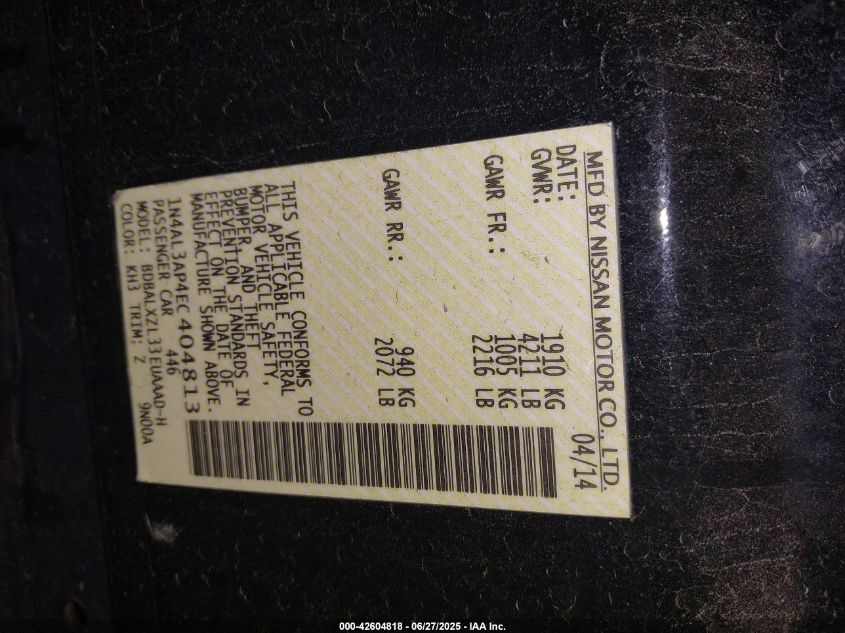 MFD BY NISSAN MOTOR CO., LTD.
DATE: 04/14
GVWR: 1910 KG
4211 LB
GAWR FR.: 1005 KG
2216 LB
GAWR RR.: 940 KG
2072 LB
THIS VEHICLE CONFORMS TO
ALL APPLICABLE FEDERAL
MOTOR VEHICLE SAFETY,
BUMPER, AND THEFT
PREVENTION STANDARDS IN
EFFECT ON THE DATE OF
MANUFACTURE SHOWN ABOVE.
1N4AL3AP4EC404813
PASSENGER CAR 446
MODEL: BDBALXZL33EUAAAD-H
COLOR: KH3 TRIM: Z 9N00A
000-42604818 - 06/27/2025 - IAA Inc.